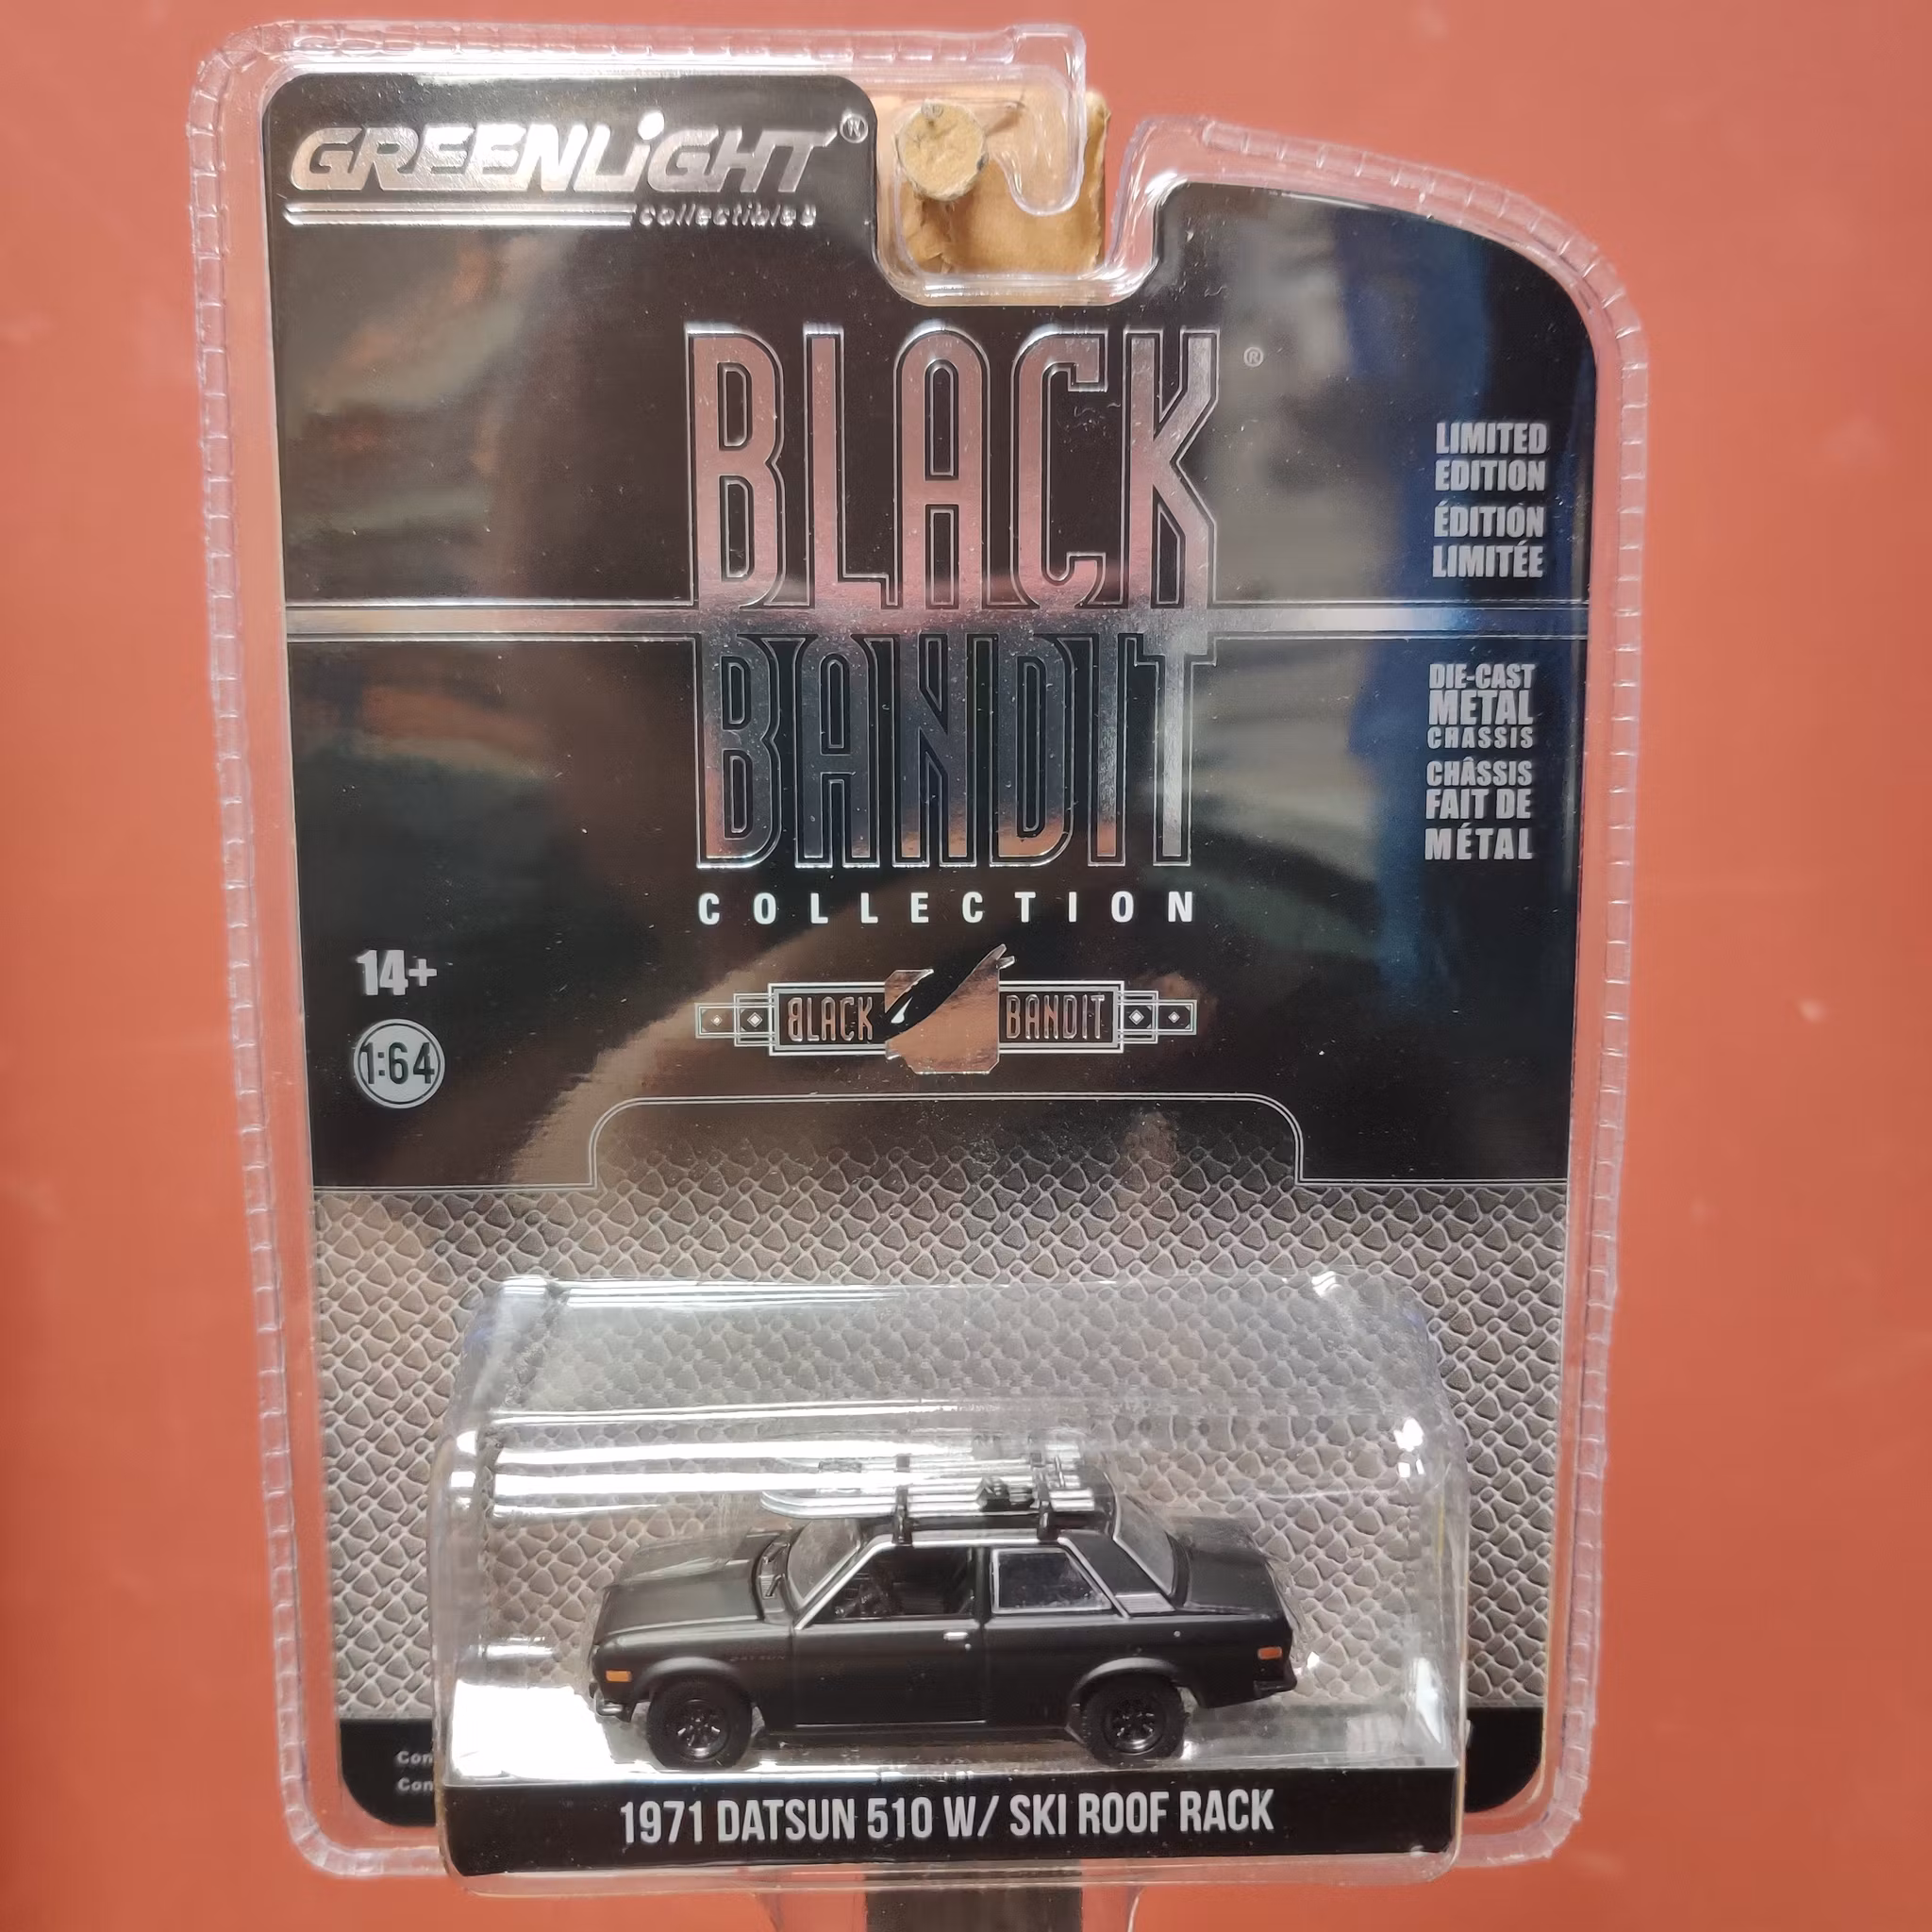 GREENLiGHT®
collectibles
BLACK®
BANDIT
COLLECTION
LIMITED
EDITION
ÉDITION
LIMITÉE
DIE-CAST
METAL
CHASSIS
CHÂSSIS
FAIT DE
MÉTAL
14+
1:64
BLACK BANDIT
DATSUN
1971 DATSUN 510 W/ SKI ROOF RACK